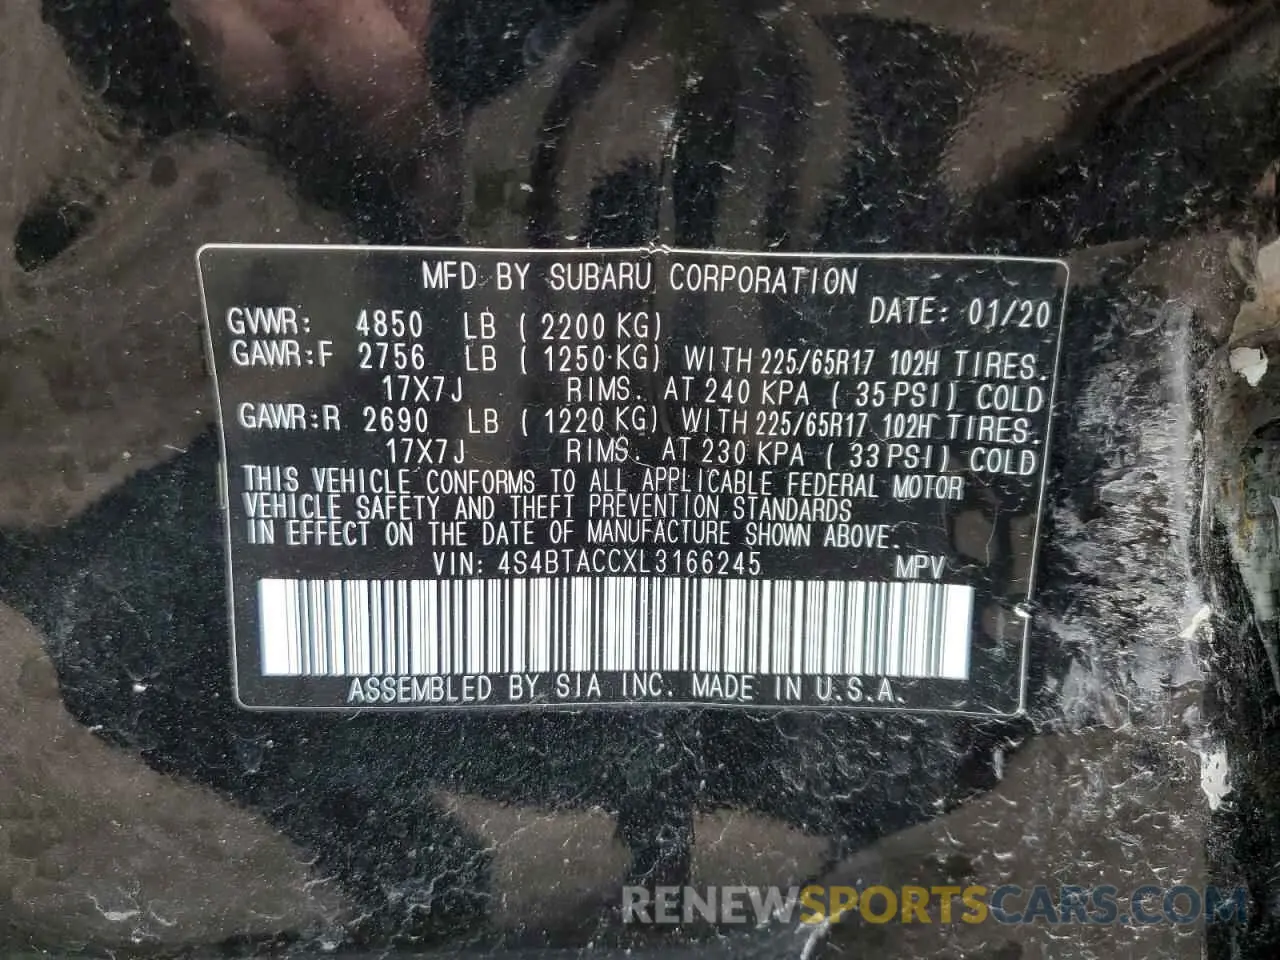 MFD BY SUBARU CORPORATION
DATE: 01/20
GVWR: 4850 LB ( 2200 KG)
GAWR:F 2756 LB ( 1250 KG) WITH 225/65R17 102H TIRES.
17X7J RIMS. AT 240 KPA ( 35 PSI) COLD
GAWR:R 2690 LB ( 1220 KG) WITH 225/65R17 102H TIRES.
17X7J RIMS. AT 230 KPA ( 33 PSI) COLD
THIS VEHICLE CONFORMS TO ALL APPLICABLE FEDERAL MOTOR
VEHICLE SAFETY AND THEFT PREVENTION STANDARDS
IN EFFECT ON THE DATE OF MANUFACTURE SHOWN ABOVE.
VIN: 4S4BTACCXL3166245 MPV
ASSEMBLED BY SIA INC. MADE IN U.S.A.
RENEWSPORTSCARS.COM